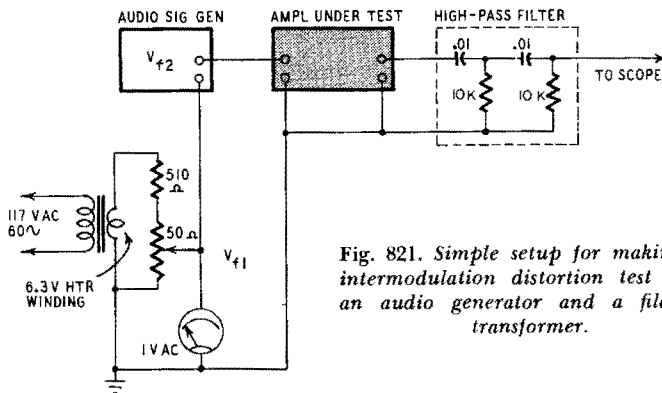 AUDIO SIG GEN
AMPL UNDER TEST
HIGH-PASS FILTER
Vf2
.01
.01
10K
10K
TO SCOPE
510
Ω
117 VAC
60~
50Ω
Vf1
6.3V HTR
WINDING
1V AC
Fig. 821. Simple setup for makin
intermodulation distortion test
an audio generator and a fila
transformer.